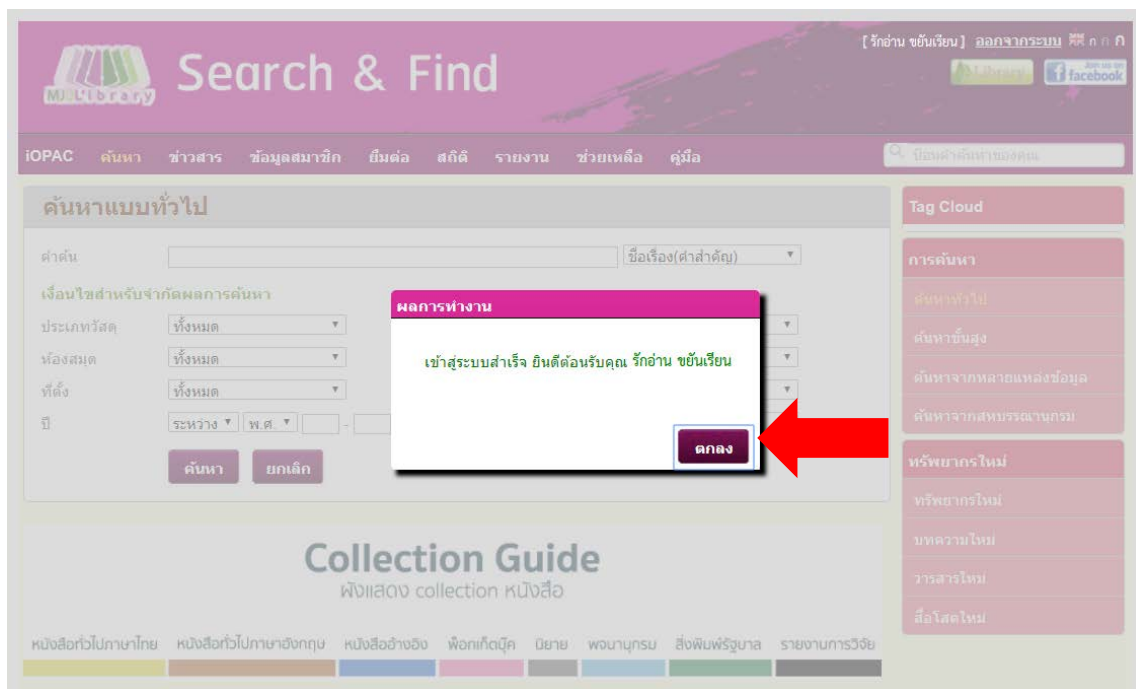 [ รักอ่าน ขยันเรียน ] ออกจากระบบ ก ก ก
MJU Library
Search & Find
Library
Join us on
facebook
iOPAC ค้นหา ข่าวสาร ข้อมูลสมาชิก ยืมต่อ สถิติ รายงาน ช่วยเหลือ คู่มือ
ป้อนคำค้นหาของคุณ
ค้นหาแบบทั่วไป
คำค้น
ชื่อเรื่อง(คำสำคัญ)
เงื่อนไขสำหรับจำกัดผลการค้นหา
ประเภทวัสดุ ทั้งหมด
ห้องสมุด ทั้งหมด
ที่ตั้ง ทั้งหมด
ปี ระหว่าง พ.ศ. -
ค้นหา ยกเลิก
ผลการทำงาน
เข้าสู่ระบบสำเร็จ ยินดีต้อนรับคุณ รักอ่าน ขยันเรียน
ตกลง
Tag Cloud
การค้นหา
ค้นหาทั่วไป
ค้นหาขั้นสูง
ค้นหาจากหลายแหล่งข้อมูล
ค้นหาจากสหบรรณานุกรม
ทรัพยากรใหม่
ทรัพยากรใหม่
บทความใหม่
วารสารใหม่
สื่อโสตใหม่
Collection Guide
ผังแสดง collection หนังสือ
หนังสือทั่วไปภาษาไทย หนังสือทั่วไปภาษาอังกฤษ หนังสืออ้างอิง พ็อกเก็ตบุ๊ค นิยาย พจนานุกรม สิ่งพิมพ์รัฐบาล รายงานการวิจัย